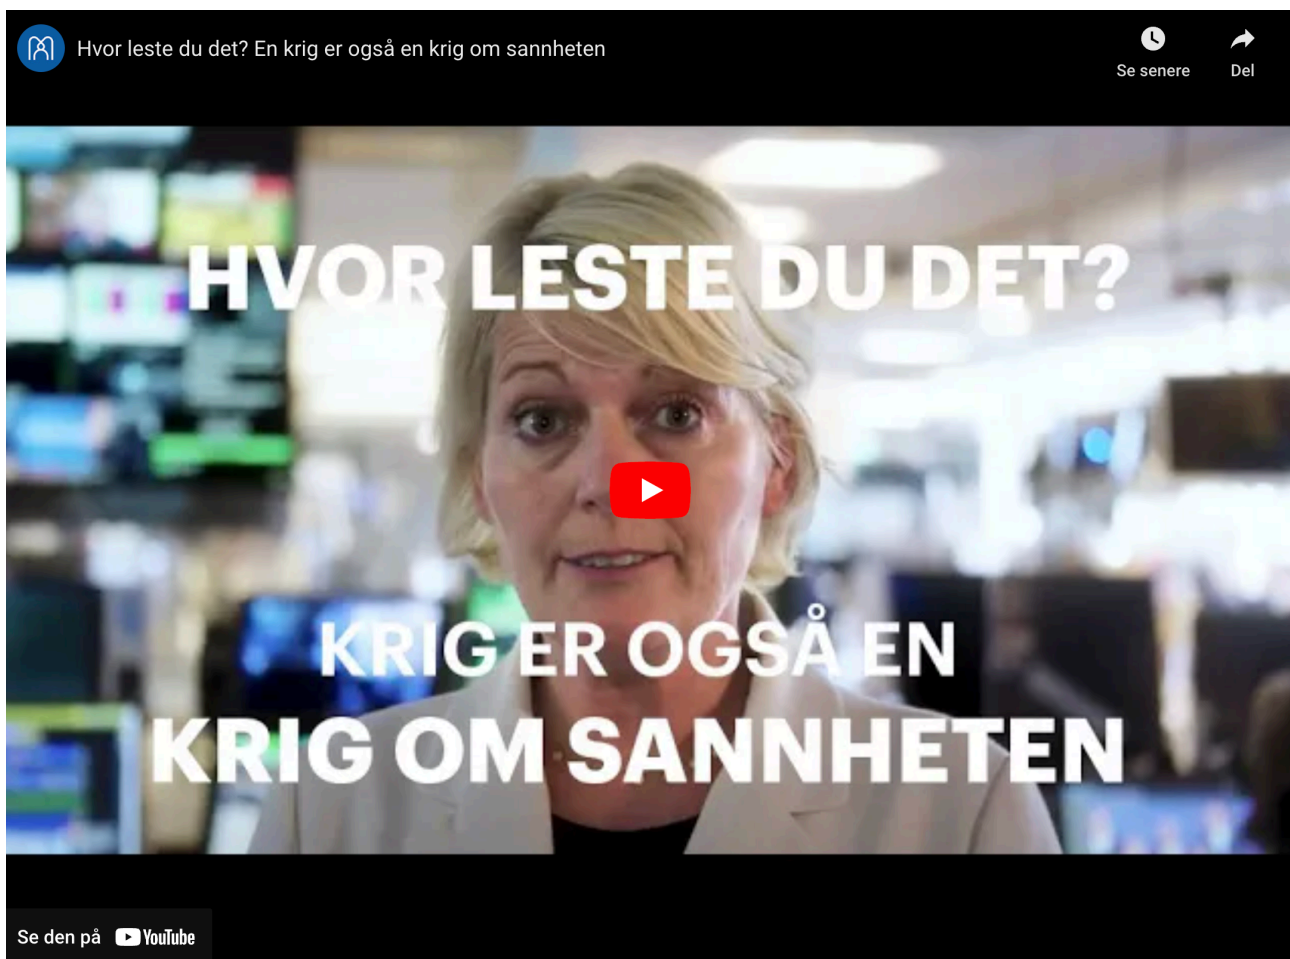 Hvor leste du det? En krig er også en krig om sannheten
Se senere
Del
HVOR LESTE DU DET?
KRIG ER OGSÅ EN
KRIG OM SANNHETEN
Se den på YouTube